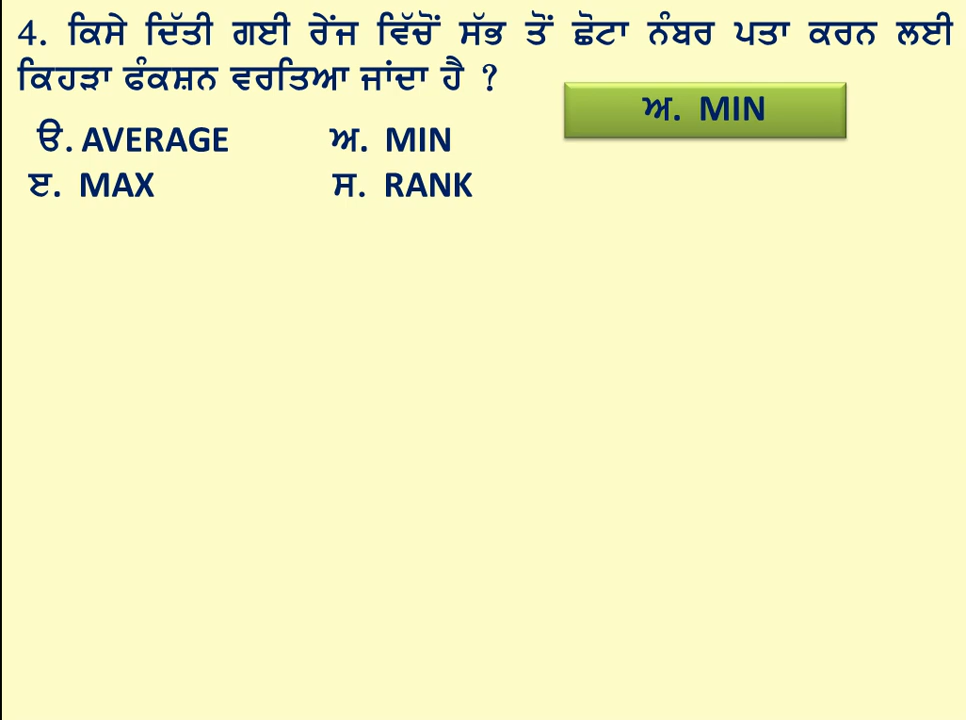 4. ਕਿਸੇ ਦਿੱਤੀ ਗਈ ਰੇਂਜ ਵਿੱਚੋਂ ਸੱਭ ਤੋਂ ਛੋਟਾ ਨੰਬਰ ਪਤਾ ਕਰਨ ਲਈ
ਕਿਹੜਾ ਫੰਕਸ਼ਨ ਵਰਤਿਆ ਜਾਂਦਾ ਹੈ ?
ਅ. MIN
ੳ. AVERAGE ਅ. MIN
ੲ. MAX ਸ. RANK